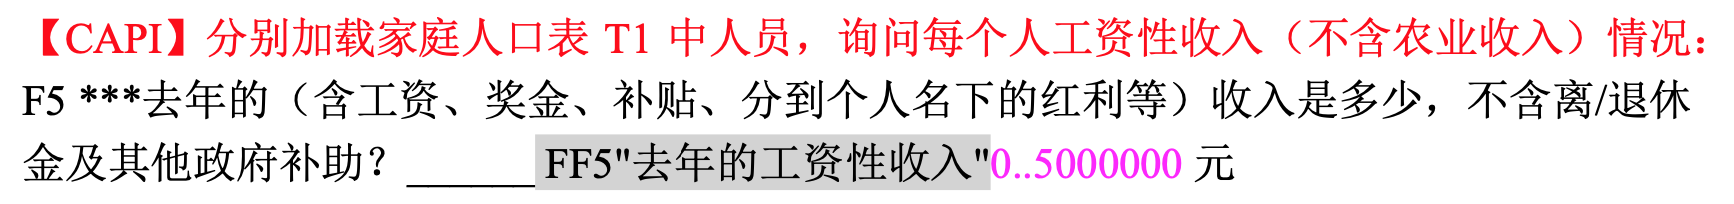 【CAPI】分别加载家庭人口表 T1 中人员，询问每个人工资性收入（不含农业收入）情况：
F5 ***去年的（含工资、奖金、补贴、分到个人名下的红利等）收入是多少，不含离/退休
金及其他政府补助？______ FF5"去年的工资性收入"0..5000000 元